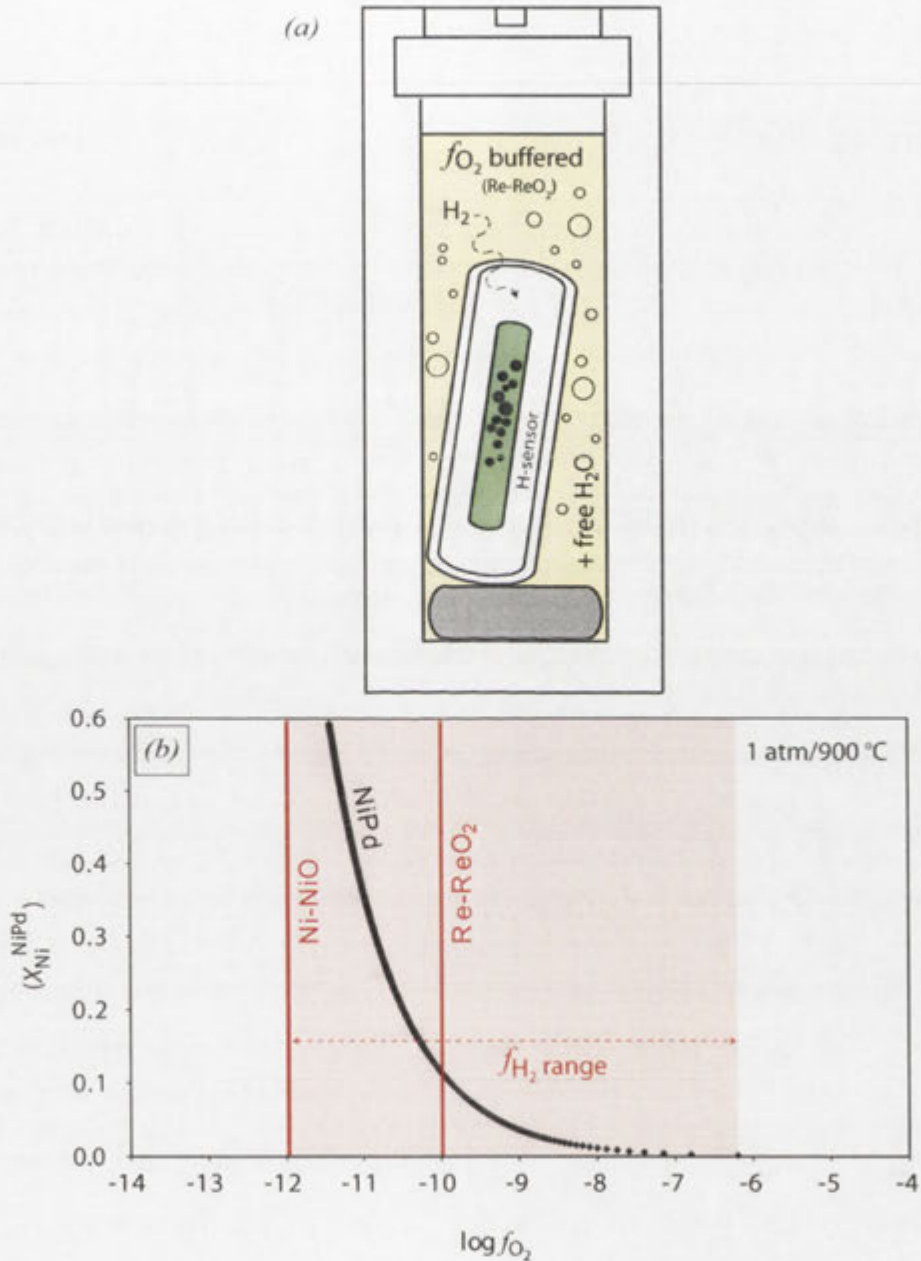 (a)
fO₂ buffered
(Re-ReO₂)
H₂
H-sensor
+ free H₂O
(b)
1 atm/900 °C
0.6
0.5
0.4
0.3
0.2
0.1
0.0
(X Ni NiPd)
NiPd
Ni-NiO
Re-ReO₂
fH₂ range
-14 -13 -12 -11 -10 -9 -8 -7 -6 -5 -4
log fO₂